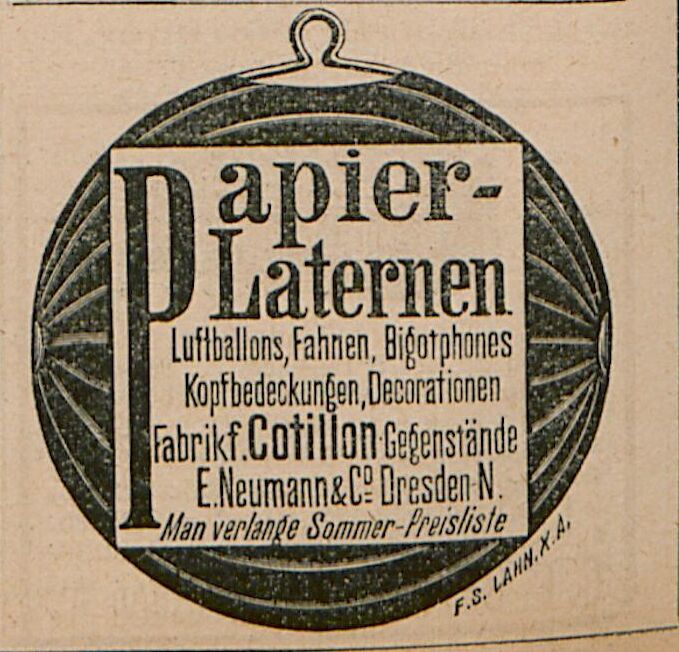 Papier-
Laternen
Luftballons, Fahnen, Bigotphones
Kopfbedeckungen, Decorationen
Fabrik f. Cotillon-Gegenstände
E. Neumann & Co Dresden-N.
Man verlange Sommer-Preisliste
F.S. LAHN. X.A.